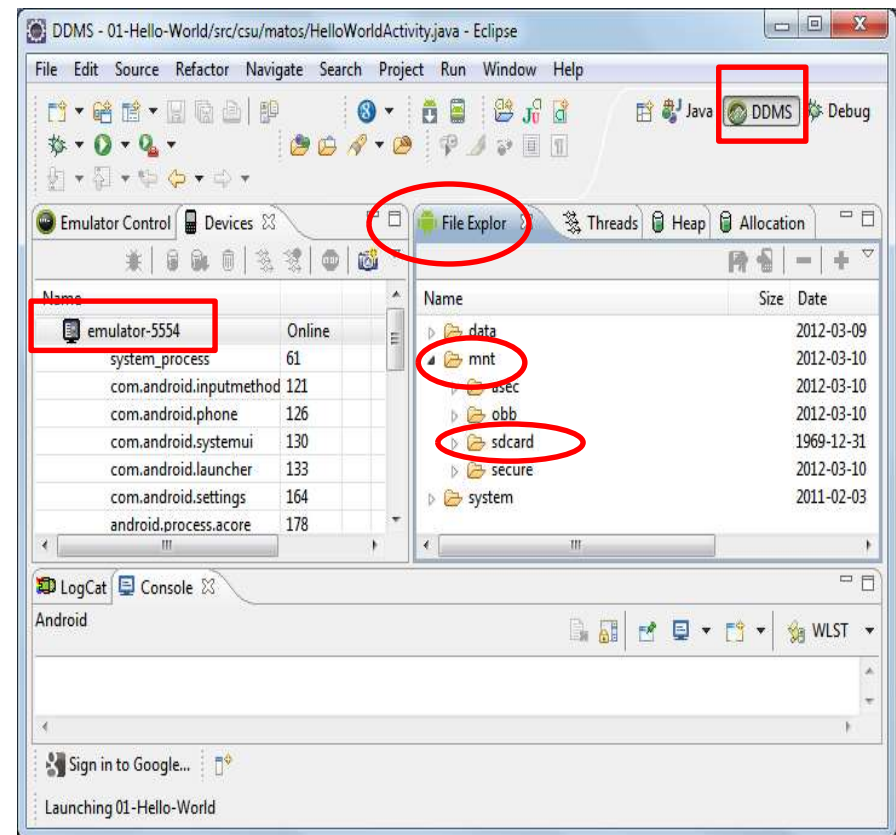 DDMS - 01-Hello-World/src/csu/matos/HelloWorldActivity.java - Eclipse
File Edit Source Refactor Navigate Search Project Run Window Help
Java DDMS Debug
Emulator Control Devices
File Explor Threads Heap Allocation
Name
emulator-5554 Online
system_process 61
com.android.inputmethod 121
com.android.phone 126
com.android.systemui 130
com.android.launcher 133
com.android.settings 164
android.process.acore 178
Name Size Date
data 2012-03-09
mnt 2012-03-10
asec 2012-03-10
obb 2012-03-10
sdcard 1969-12-31
secure 2012-03-10
system 2011-02-03
LogCat Console
Android
WLST
Sign in to Google...
Launching 01-Hello-World